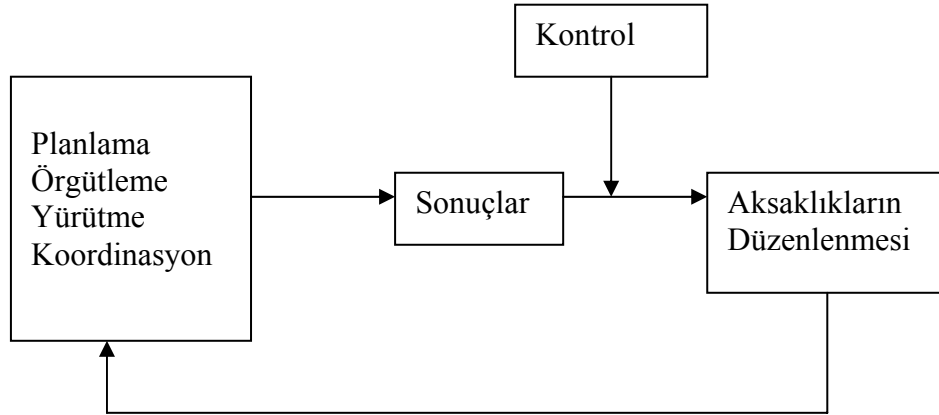 Kontrol
Planlama
Örgütleme
Yürütme
Koordinasyon
Sonuçlar
Aksaklıkların
Düzenlenmesi